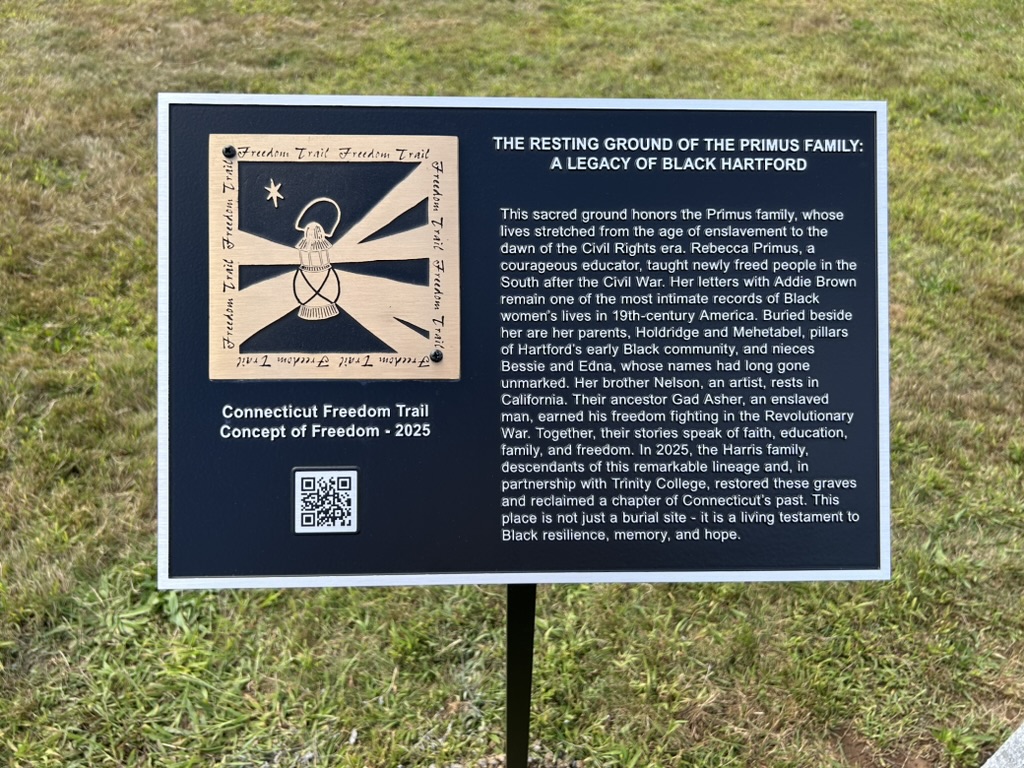 Freedom Trail Freedom Trail
Freedom Trail Freedom Trail
Freedom Trail Freedom Trail
Freedom Trail Freedom Trail
Connecticut Freedom Trail
Concept of Freedom - 2025
THE RESTING GROUND OF THE PRIMUS FAMILY:
A LEGACY OF BLACK HARTFORD
This sacred ground honors the Primus family, whose
lives stretched from the age of enslavement to the
dawn of the Civil Rights era. Rebecca Primus, a
courageous educator, taught newly freed people in the
South after the Civil War. Her letters with Addie Brown
remain one of the most intimate records of Black
women's lives in 19th-century America. Buried beside
her are her parents, Holdridge and Mehetabel, pillars
of Hartford's early Black community, and nieces
Bessie and Edna, whose names had long gone
unmarked. Her brother Nelson, an artist, rests in
California. Their ancestor Gad Asher, an enslaved
man, earned his freedom fighting in the Revolutionary
War. Together, their stories speak of faith, education,
family, and freedom. In 2025, the Harris family,
descendants of this remarkable lineage and, in
partnership with Trinity College, restored these graves
and reclaimed a chapter of Connecticut's past. This
place is not just a burial site - it is a living testament to
Black resilience, memory, and hope.